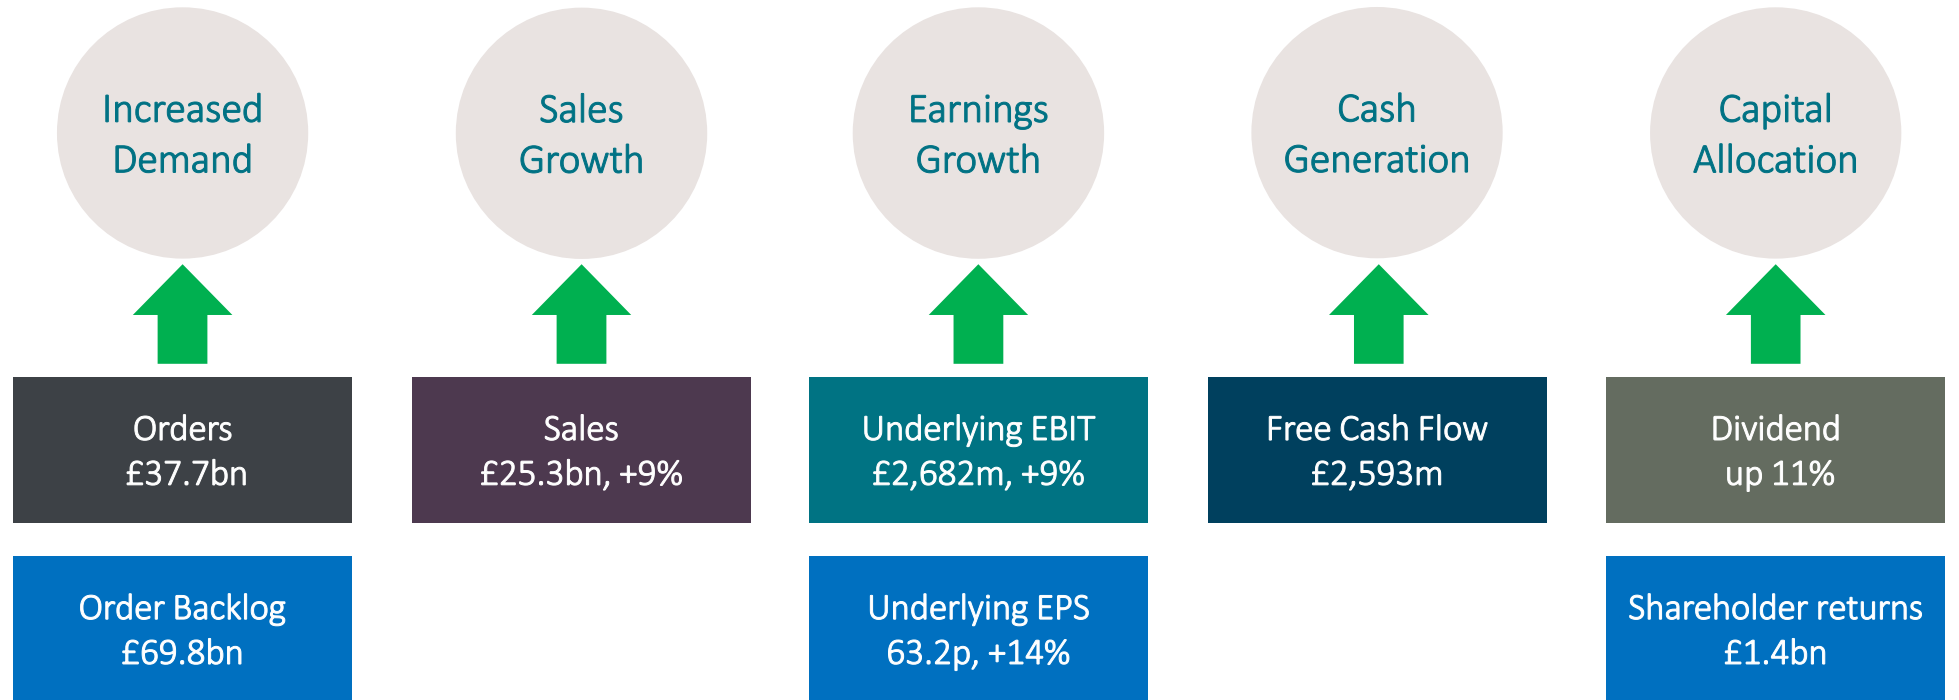 Increased
Demand
Sales
Growth
Earnings
Growth
Cash
Generation
Capital
Allocation
Orders
£37.7bn
Sales
£25.3bn, +9%
Underlying EBIT
£2,682m, +9%
Free Cash Flow
£2,593m
Dividend
up 11%
Order Backlog
£69.8bn
Underlying EPS
63.2p, +14%
Shareholder returns
£1.4bn